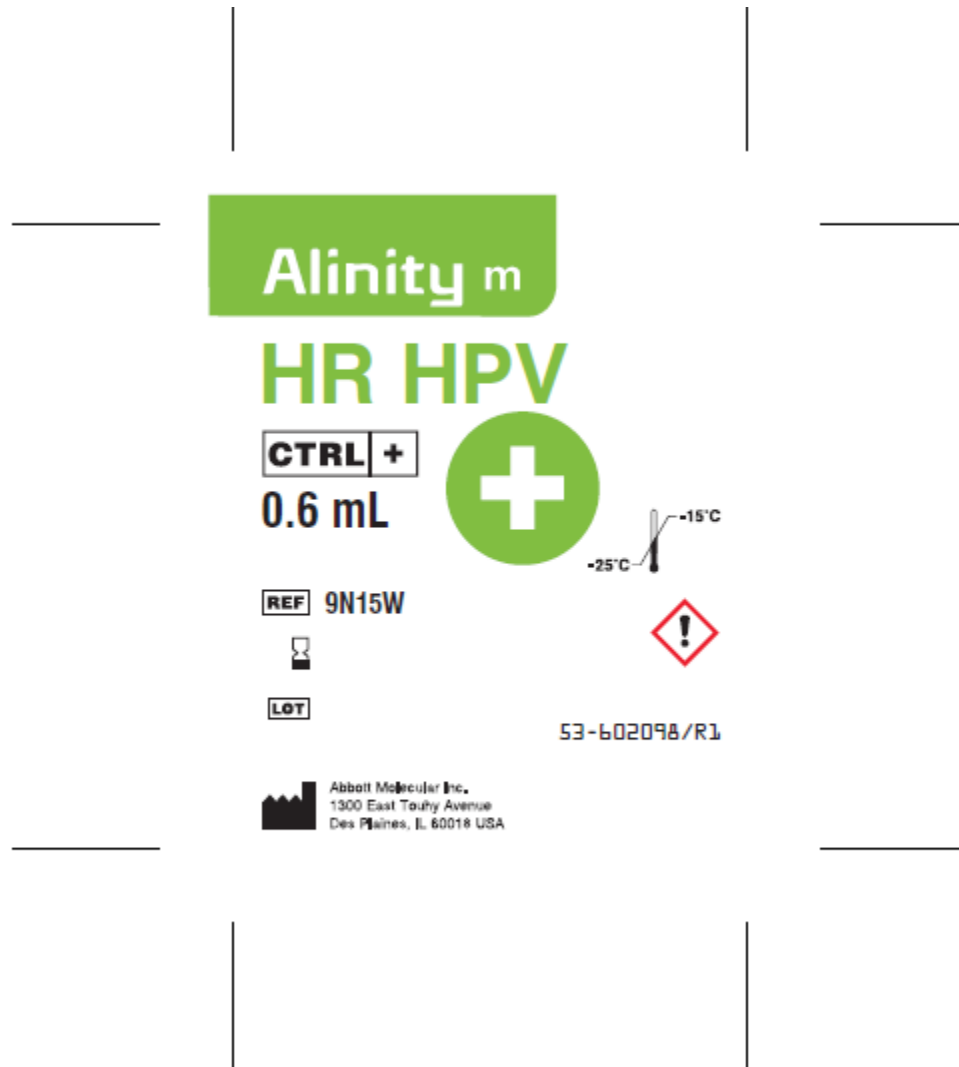 Alinity m
HR HPV
CTRL +
0.6 mL
-15°C
-25°C
REF 9N15W
LOT
53-602098/R1
Abbott Molecular Inc.
1300 East Touhy Avenue
Des Plaines, IL 60018 USA